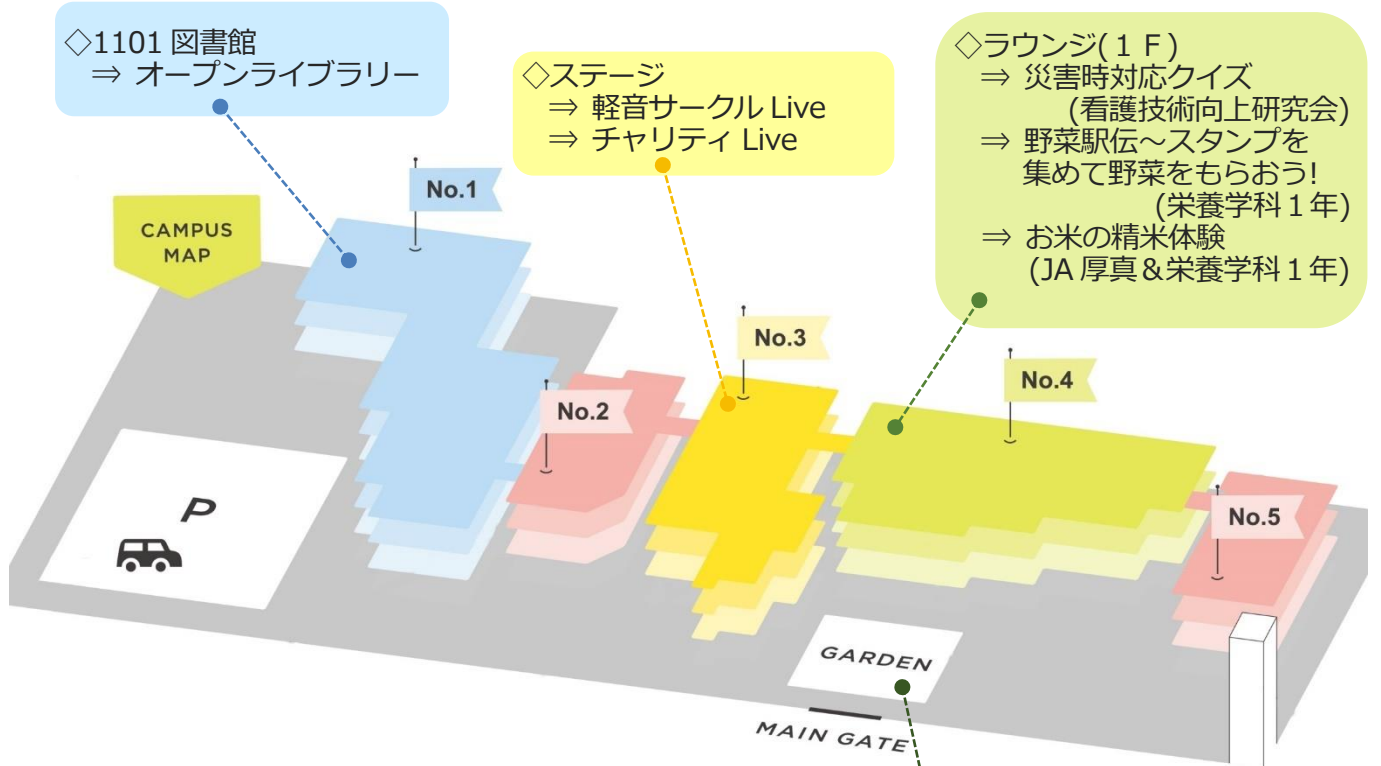 ◇1101 図書館
⇒ オープンライブラリー
◇ステージ
⇒ 軽音サークル Live
⇒ チャリティ Live
◇ラウンジ(１Ｆ)
⇒ 災害時対応クイズ
(看護技術向上研究会)
⇒ 野菜駅伝～スタンプを
集めて野菜をもらおう!
(栄養学科１年)
⇒ お米の精米体験
(JA 厚真＆栄養学科１年)
CAMPUS
MAP
No.1
No.2
No.3
No.4
No.5
P
GARDEN
MAIN GATE